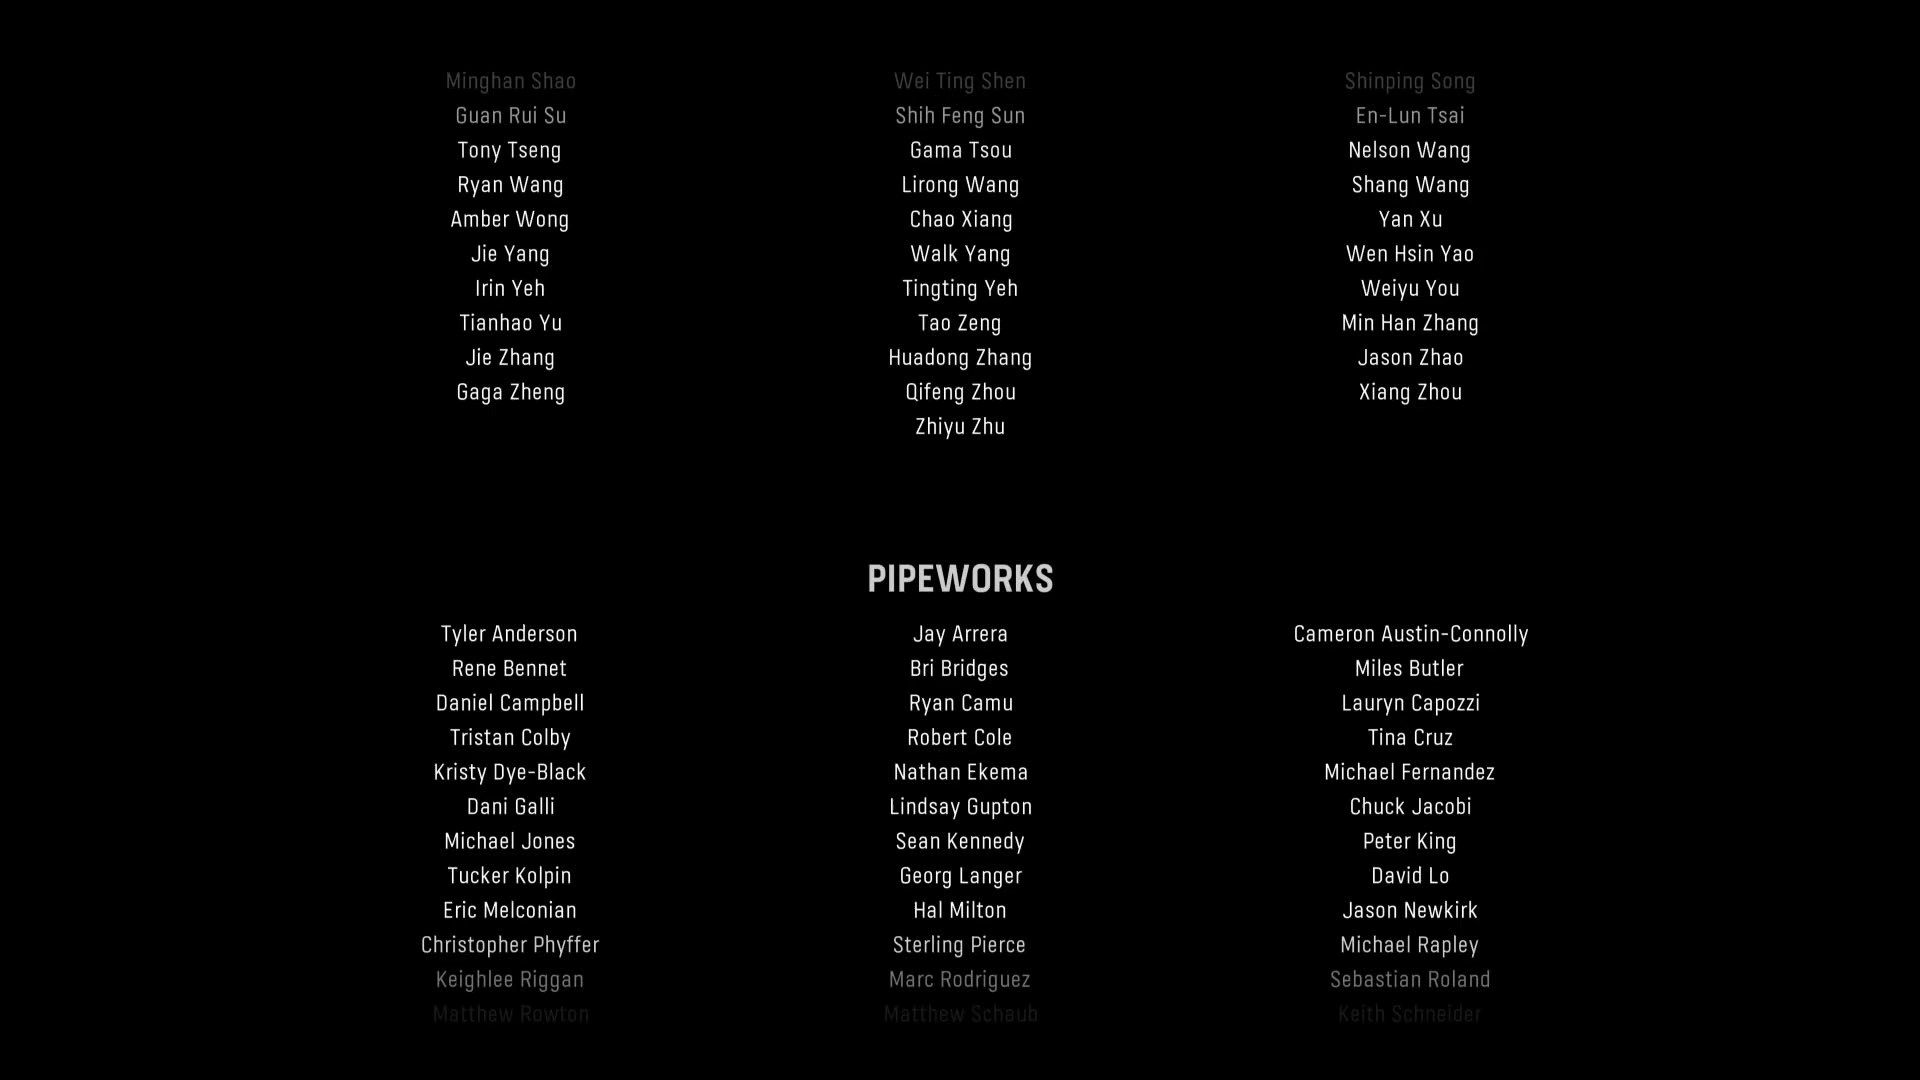 Minghan Shao Wei Ting Shen Shinping Song
Guan Rui Su Shih Feng Sun En-Lun Tsai
Tony Tseng Gama Tsou Nelson Wang
Ryan Wang Lirong Wang Shang Wang
Amber Wong Chao Xiang Yan Xu
Jie Yang Walk Yang Wen Hsin Yao
Irin Yeh Tingting Yeh Weiyu You
Tianhao Yu Tao Zeng Min Han Zhang
Jie Zhang Huadong Zhang Jason Zhao
Gaga Zheng Qifeng Zhou Xiang Zhou
Zhiyu Zhu
PIPEWORKS
Tyler Anderson Jay Arrera Cameron Austin-Connolly
Rene Bennet Bri Bridges Miles Butler
Daniel Campbell Ryan Camu Lauryn Capozzi
Tristan Colby Robert Cole Tina Cruz
Kristy Dye-Black Nathan Ekema Michael Fernandez
Dani Galli Lindsay Gupton Chuck Jacobi
Michael Jones Sean Kennedy Peter King
Tucker Kolpin Georg Langer David Lo
Eric Melconian Hal Milton Jason Newkirk
Christopher Phyffer Sterling Pierce Michael Rapley
Keighlee Riggan Marc Rodriguez Sebastian Roland
Matthew Rowton Matthew Schaub Keith Schneider